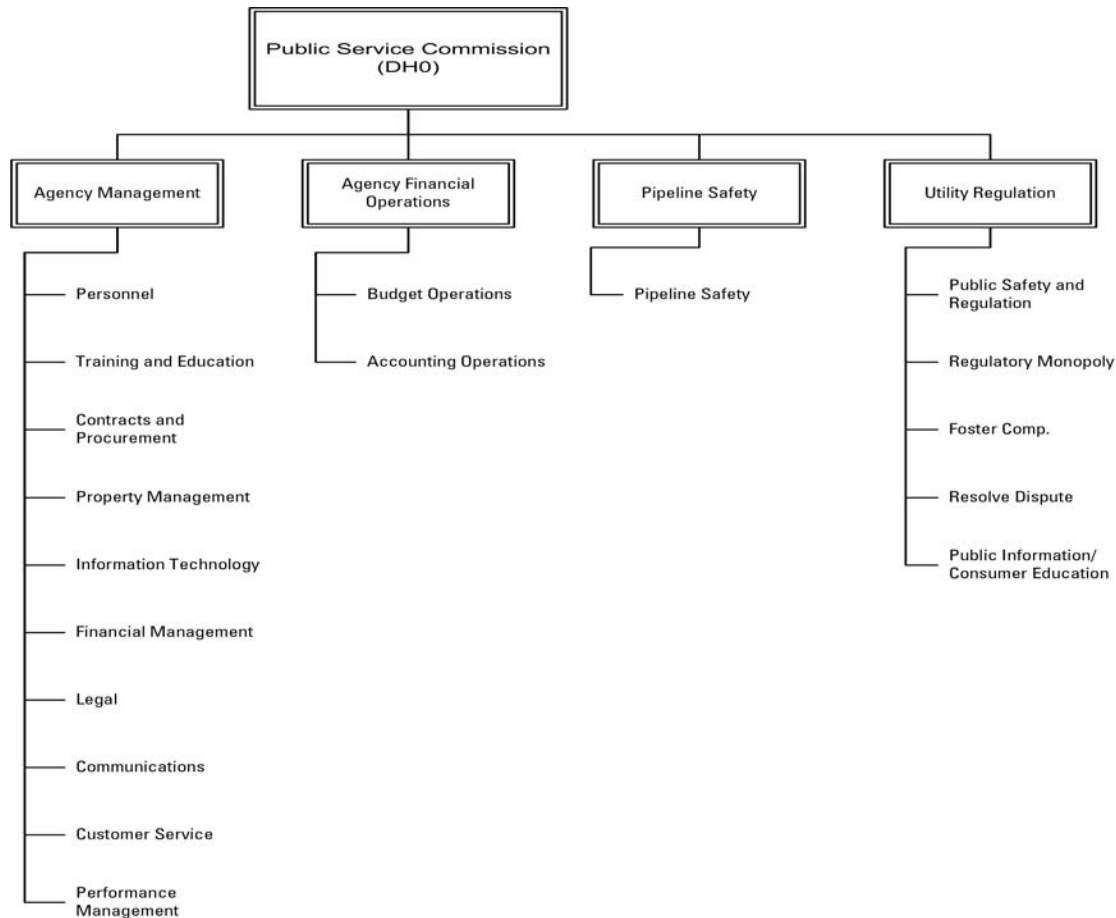 Public Service Commission
(DH0)
Agency Management
Agency Financial
Operations
Pipeline Safety
Utility Regulation
Personnel
Training and Education
Contracts and
Procurement
Property Management
Information Technology
Financial Management
Legal
Communications
Customer Service
Performance
Management
Budget Operations
Accounting Operations
Pipeline Safety
Public Safety and
Regulation
Regulatory Monopoly
Foster Comp.
Resolve Dispute
Public Information/
Consumer Education